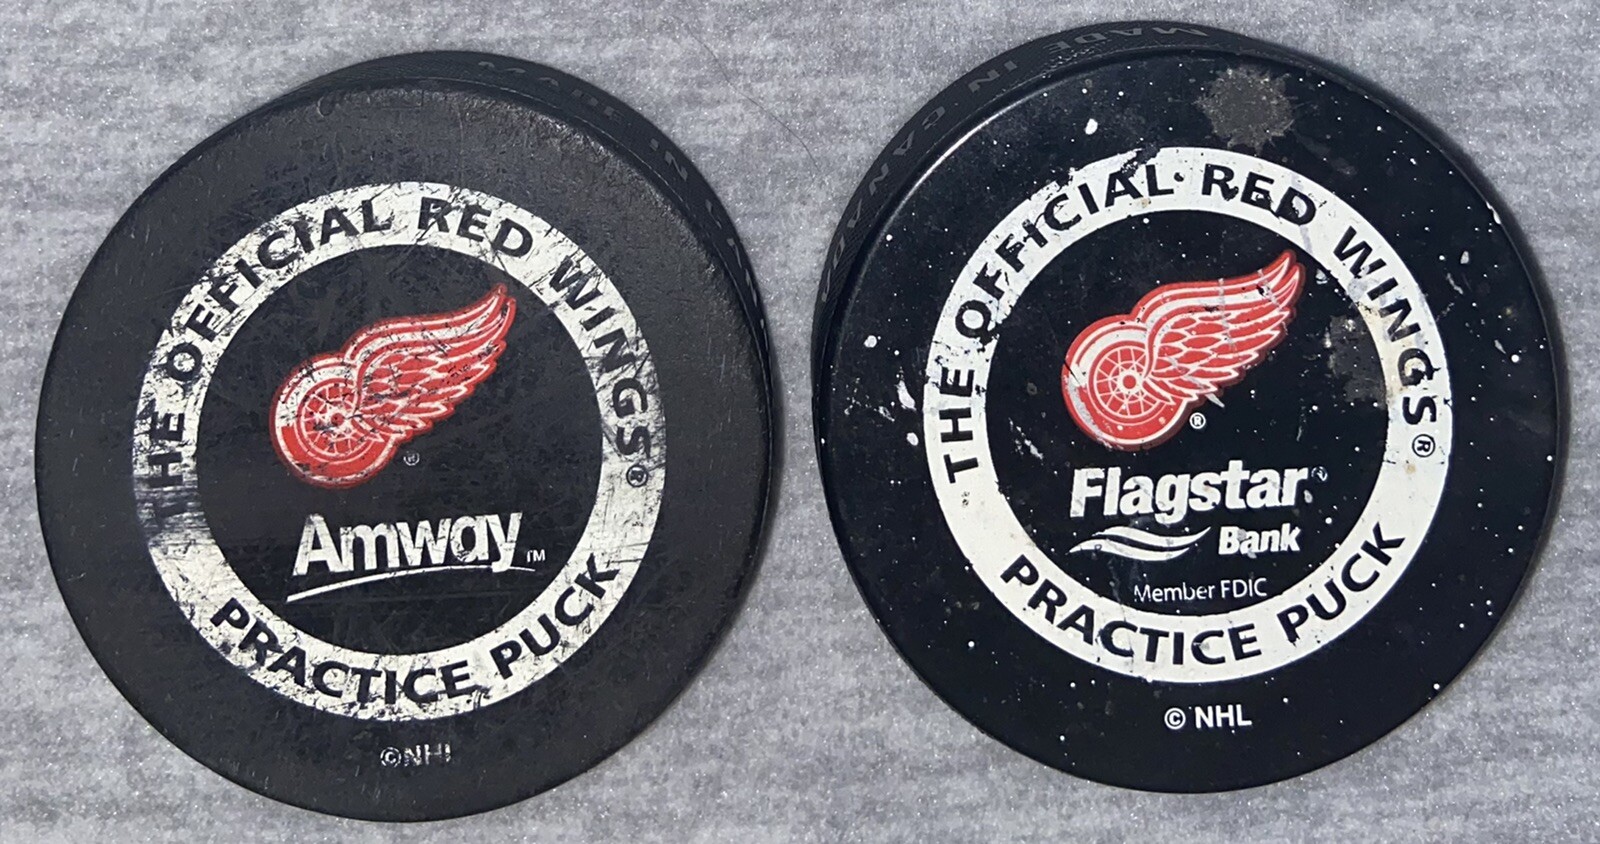 THE OFFICIAL RED WINGS®
®
Amway™
PRACTICE PUCK
©NHL
MADE IN CANADA
THE OFFICIAL RED WINGS®
®
Flagstar®
Bank
Member FDIC
PRACTICE PUCK
© NHL